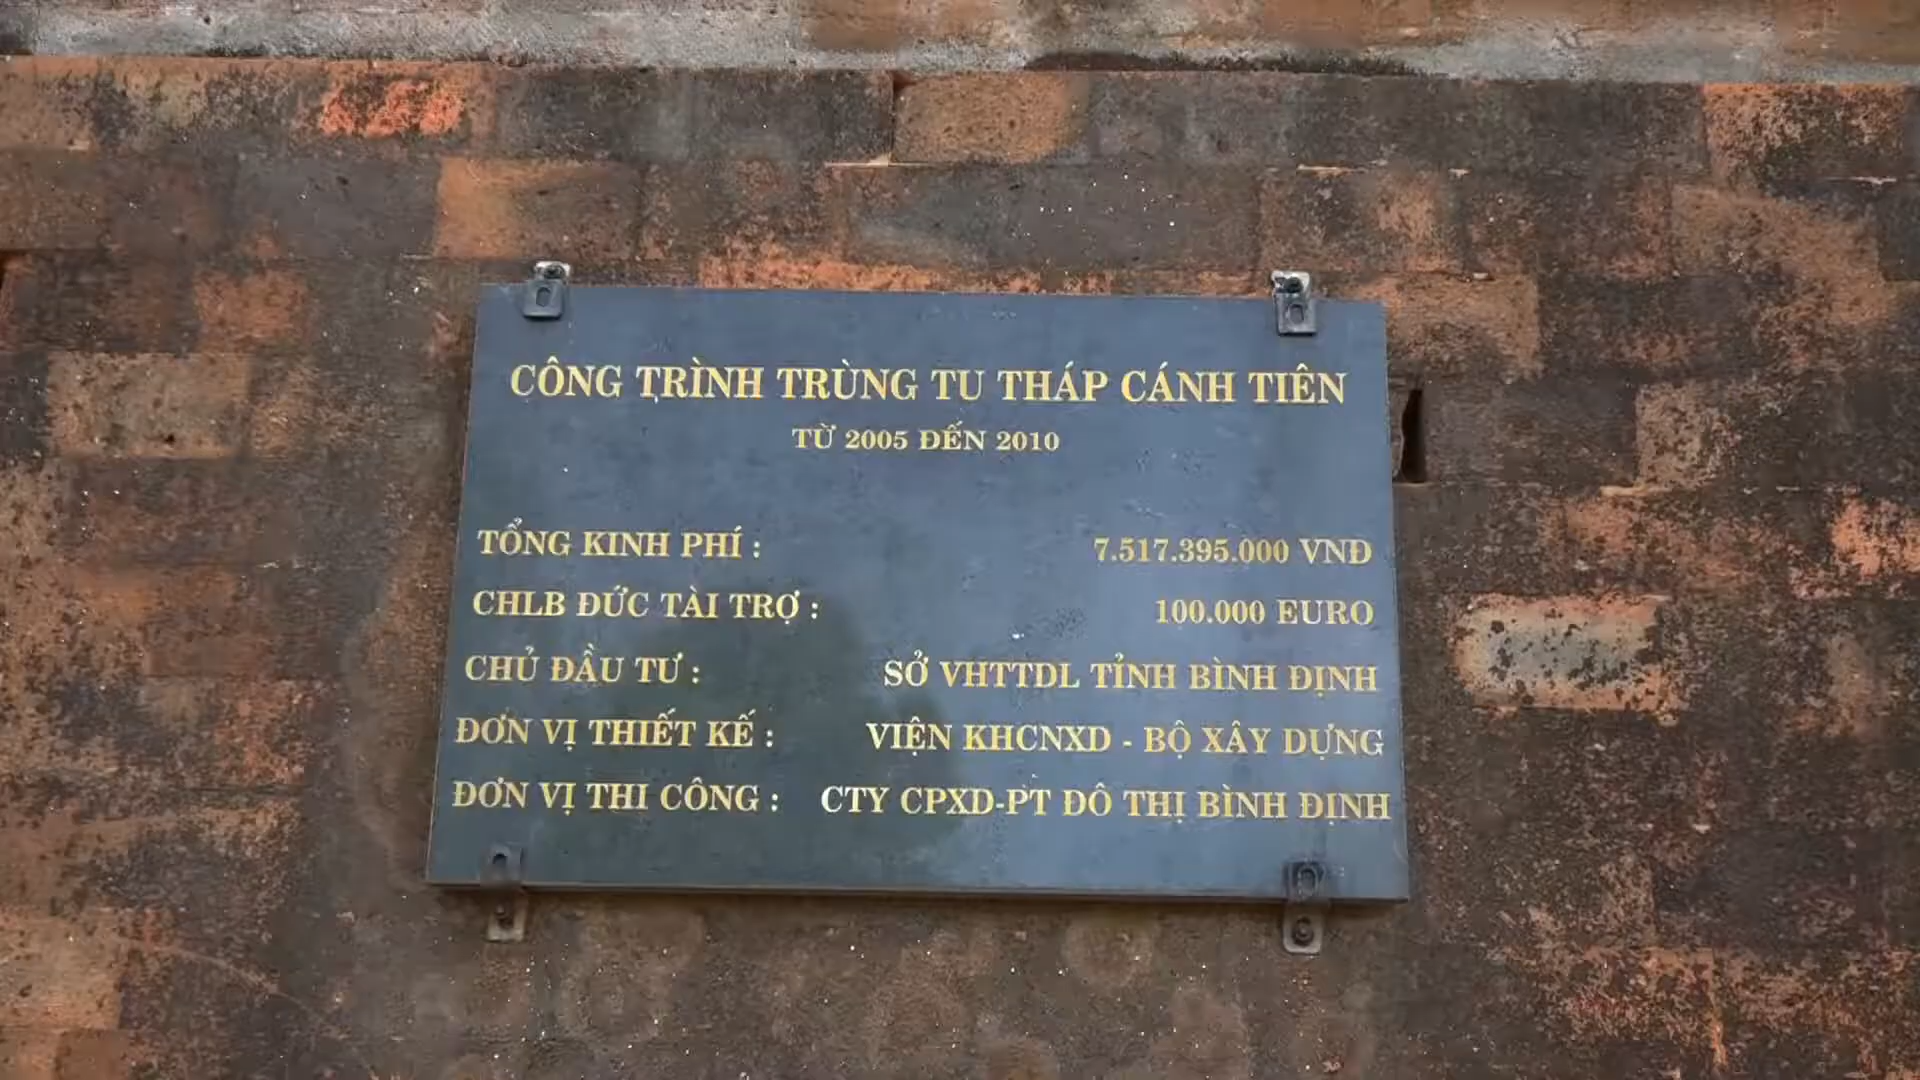 CÔNG TRÌNH TRÙNG TU THÁP CÁNH TIÊN
TỪ 2005 ĐẾN 2010
TỔNG KINH PHÍ : 7.517.395.000 VNĐ
CHLB ĐỨC TÀI TRỢ : 100.000 EURO
CHỦ ĐẦU TƯ : SỞ VHTTDL TỈNH BÌNH ĐỊNH
ĐƠN VỊ THIẾT KẾ : VIỆN KHCNXD - BỘ XÂY DỰNG
ĐƠN VỊ THI CÔNG : CTY CPXD-PT ĐÔ THỊ BÌNH ĐỊNH